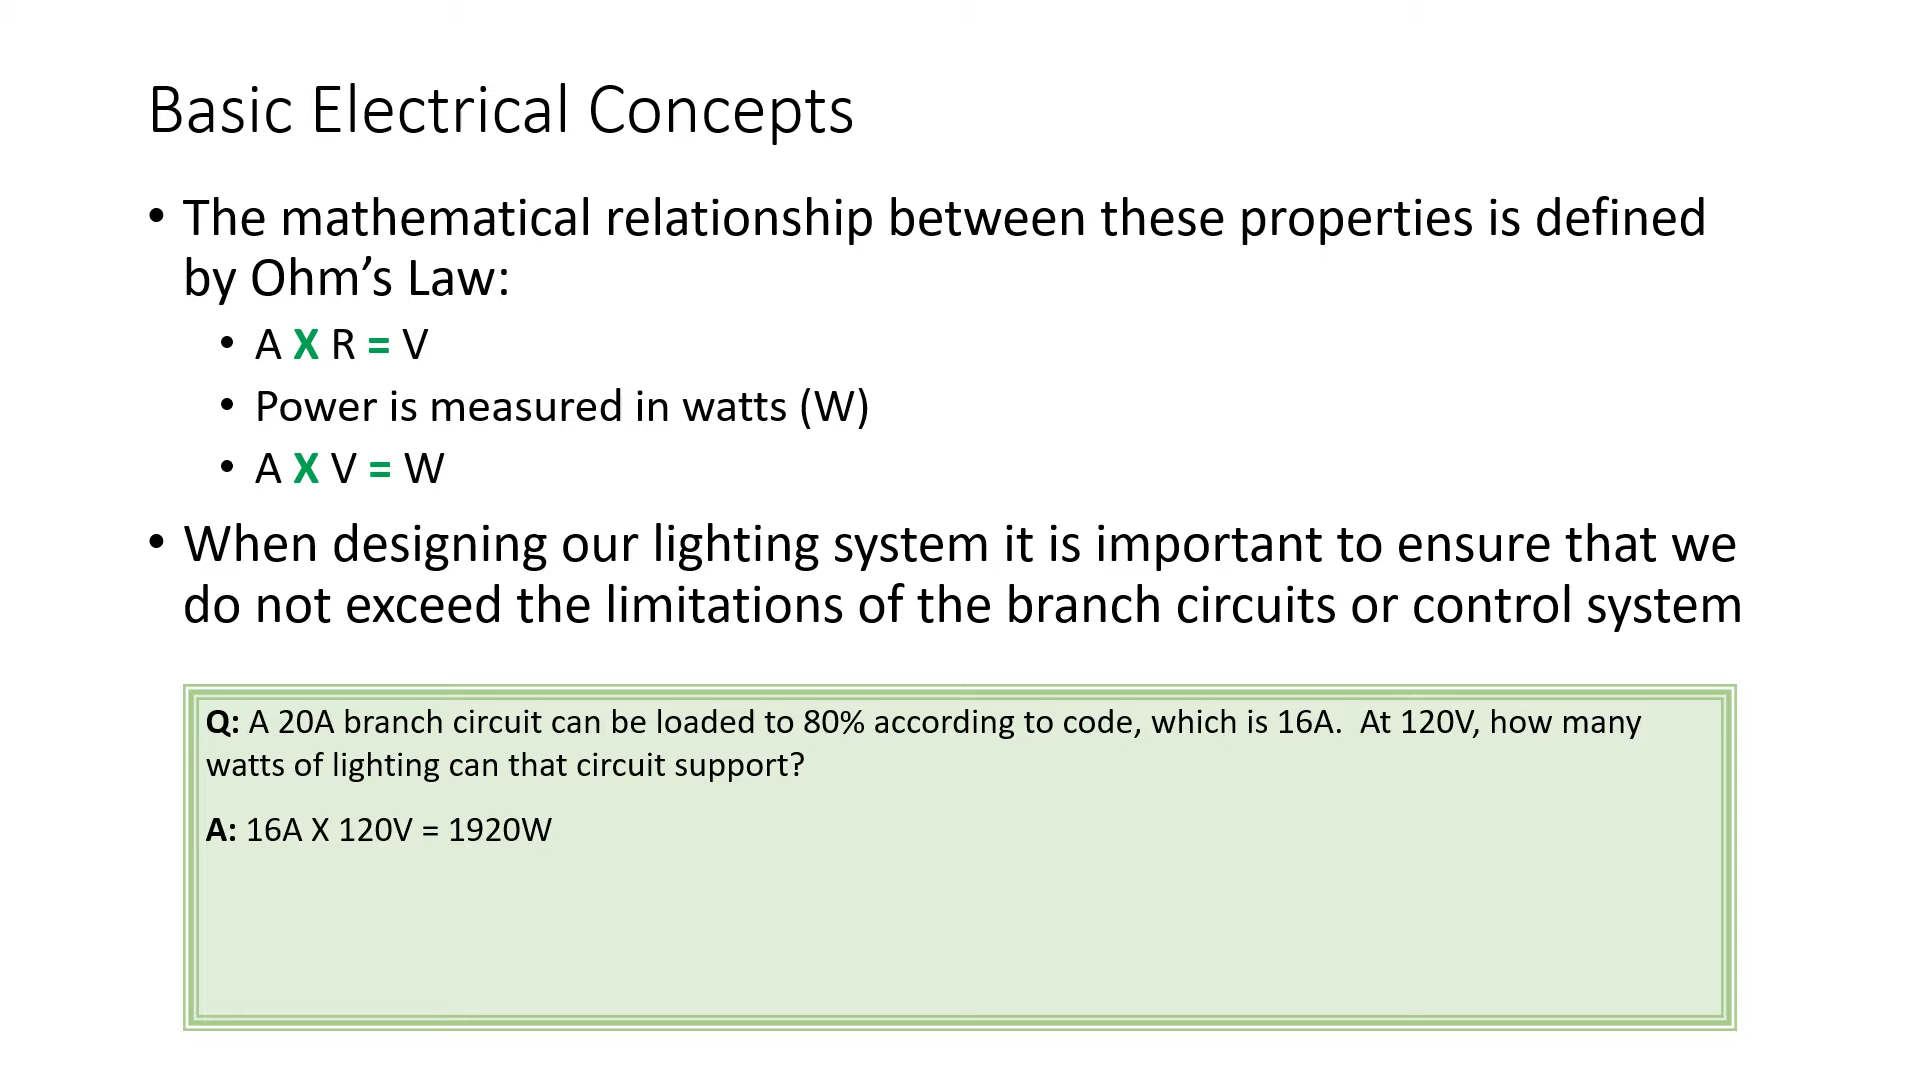 Basic Electrical Concepts
• The mathematical relationship between these properties is defined
by Ohm’s Law:
• A X R = V
• Power is measured in watts (W)
• A X V = W
• When designing our lighting system it is important to ensure that we
do not exceed the limitations of the branch circuits or control system
Q: A 20A branch circuit can be loaded to 80% according to code, which is 16A.  At 120V, how many
watts of lighting can that circuit support?
A: 16A X 120V = 1920W